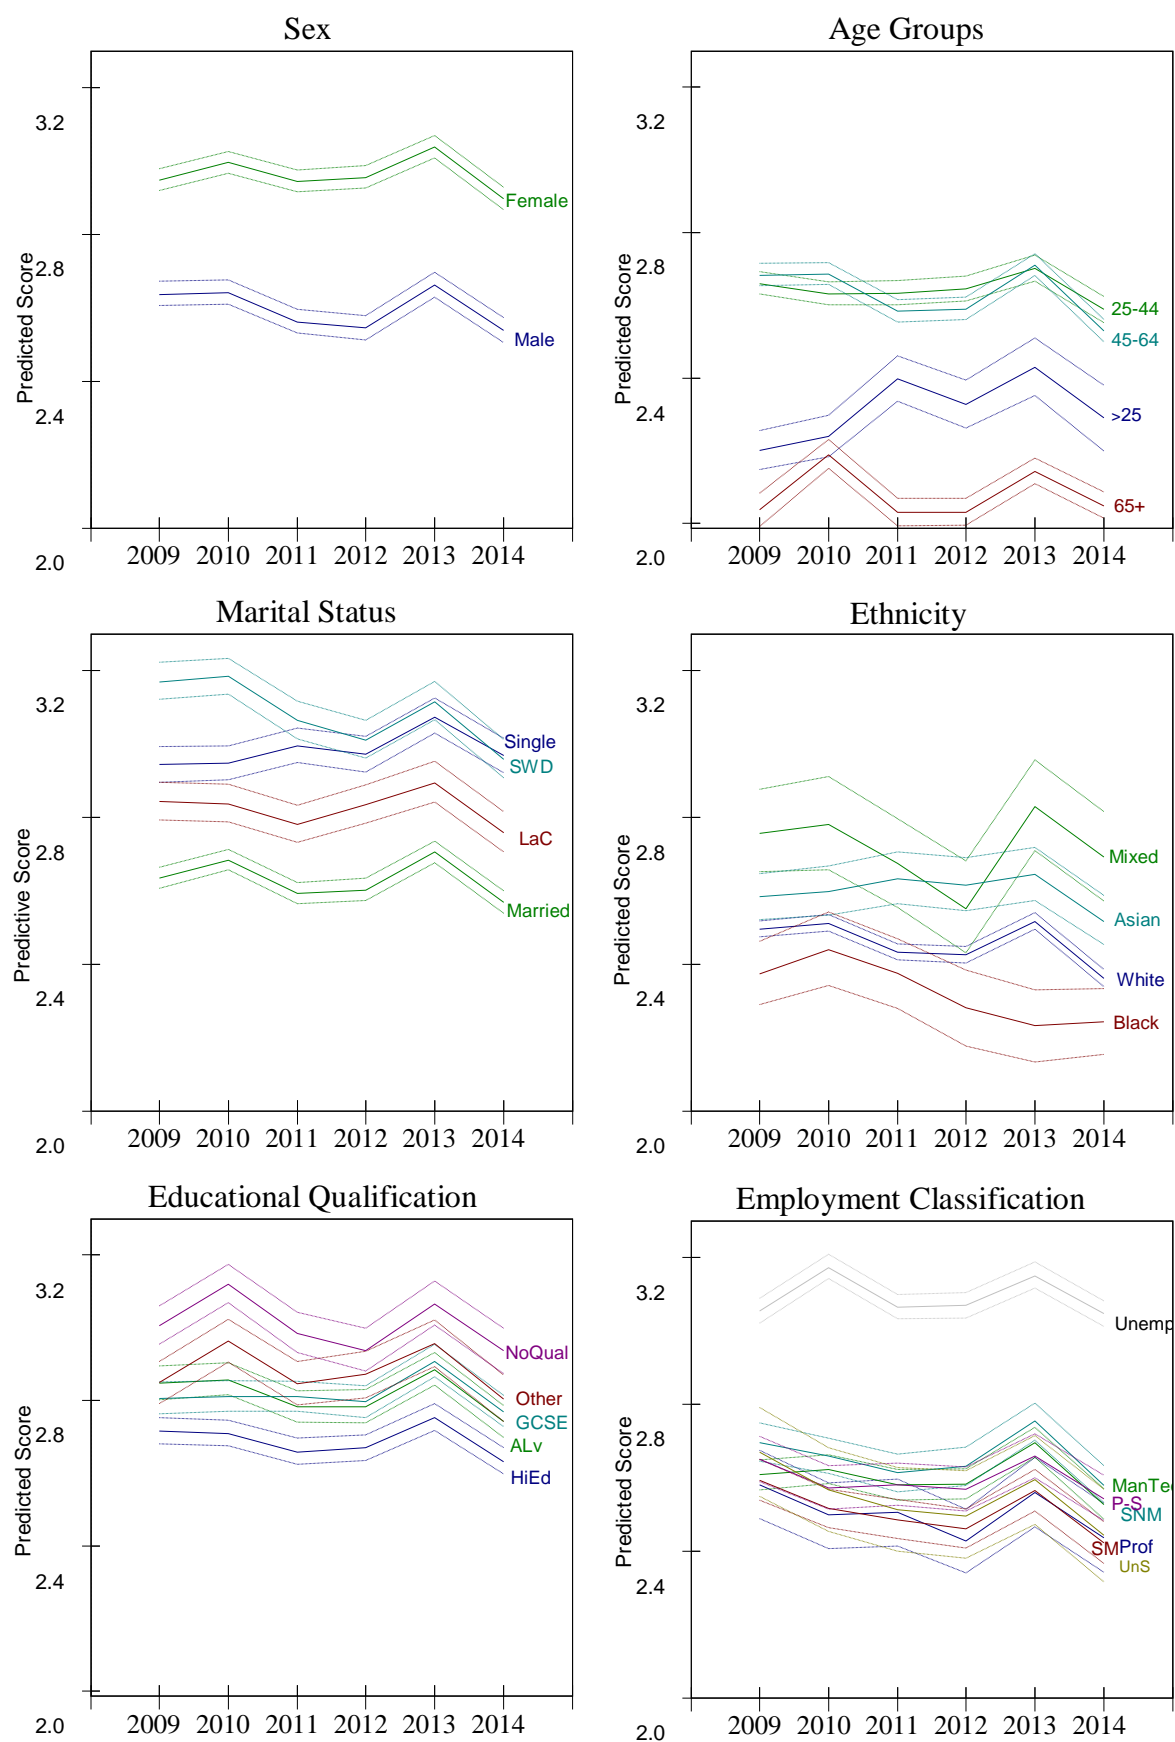 Sex
Predicted Score
3.2
2.8
2.4
2.0
Female
Male
2009 2010 2011 2012 2013 2014
Age Groups
Predicted Score
3.2
2.8
2.4
2.0
25-44
45-64
>25
65+
2009 2010 2011 2012 2013 2014
Marital Status
Predictive Score
3.2
2.8
2.4
2.0
Single
SWD
LaC
Married
2009 2010 2011 2012 2013 2014
Ethnicity
Predicted Score
3.2
2.8
2.4
2.0
Mixed
Asian
White
Black
2009 2010 2011 2012 2013 2014
Educational Qualification
Predicted Score
3.2
2.8
2.4
2.0
NoQual
Other
GCSE
ALv
HiEd
2009 2010 2011 2012 2013 2014
Employment Classification
Predicted Score
3.2
2.8
2.4
2.0
Unemp
ManTec
P-S
SNM
SM Prof
UnS
2009 2010 2011 2012 2013 2014